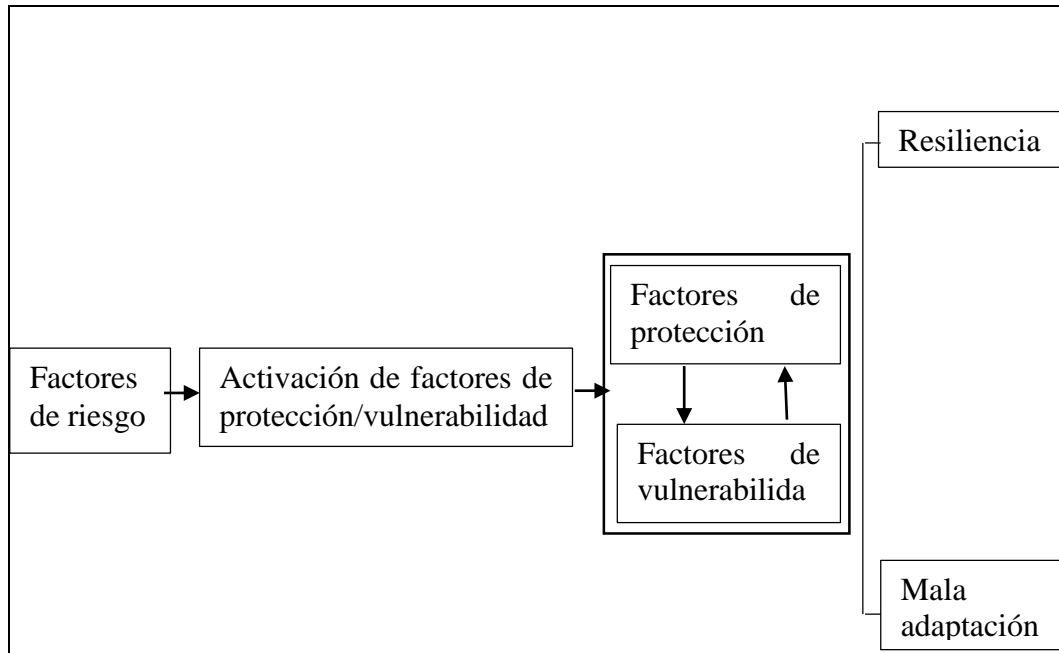 Factores
de riesgo
Activación de factores de
protección/vulnerabilidad
Factores de
protección
Factores de
vulnerabilida
Resiliencia
Mala
adaptación